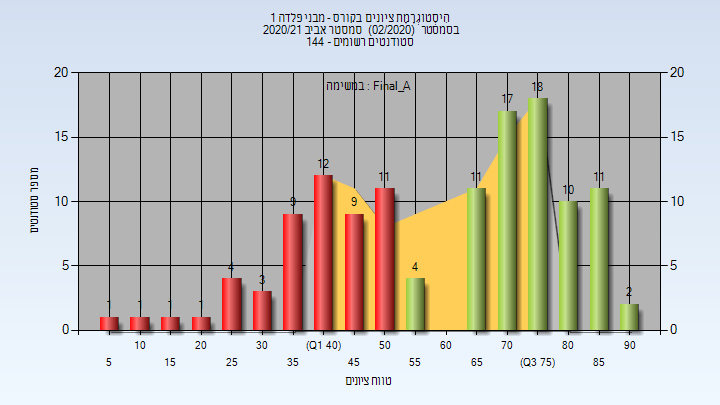 היסטוגרמת ציונים בקורס - מבני פלדה 1
בסמסטר (02/2020) סמסטר אביב 2020/21
סטודנטים רשומים - 144
במשימה : Final_A
מספר סטודנטים
20 15 10 5 0
20 15 10 5 0
1 1 1 1 4 3 9 12 9 11 4 11 17 18 10 11 2
10 20 30 (Q1 40) 50 60 70 80 90
5 15 25 35 45 55 65 (Q3 75) 85
טווח ציונים